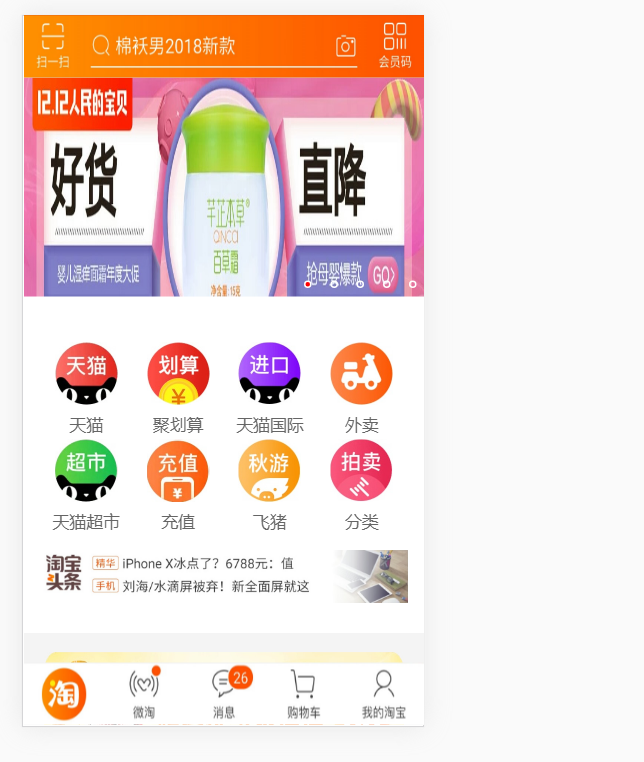 棉袄男2018新款
扫一扫
会员码
12.12人民的宝贝
好货
直降
芊芷本草®
QINCAI
百草霜
净含量:15克
婴儿湿痒面霜年度大促
抢母婴爆款 GO>
天猫 划算 进口
天猫 聚划算 天猫国际 外卖
超市 充值 秋游 拍卖
天猫超市 充值 飞猪 分类
淘宝头条
精华 iPhone X冰点了？6788元：值
手机 刘海/水滴屏被弃！新全面屏就这
淘
26
微淘 消息 购物车 我的淘宝